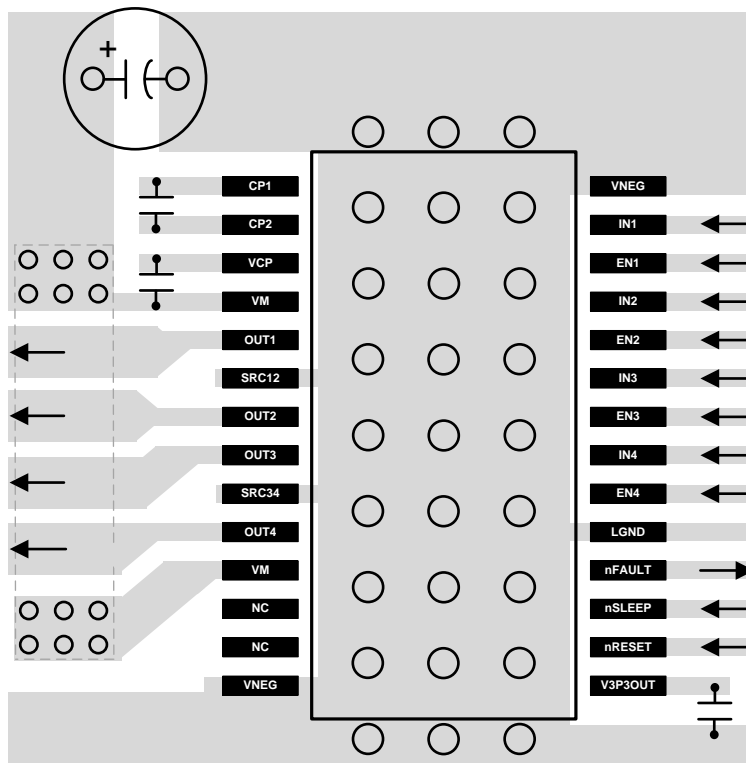 +
CP1
CP2
VCP
VM
OUT1
SRC12
OUT2
OUT3
SRC34
OUT4
VM
NC
NC
VNEG
VNEG
IN1
EN1
IN2
EN2
IN3
EN3
IN4
EN4
LGND
nFAULT
nSLEEP
nRESET
V3P3OUT